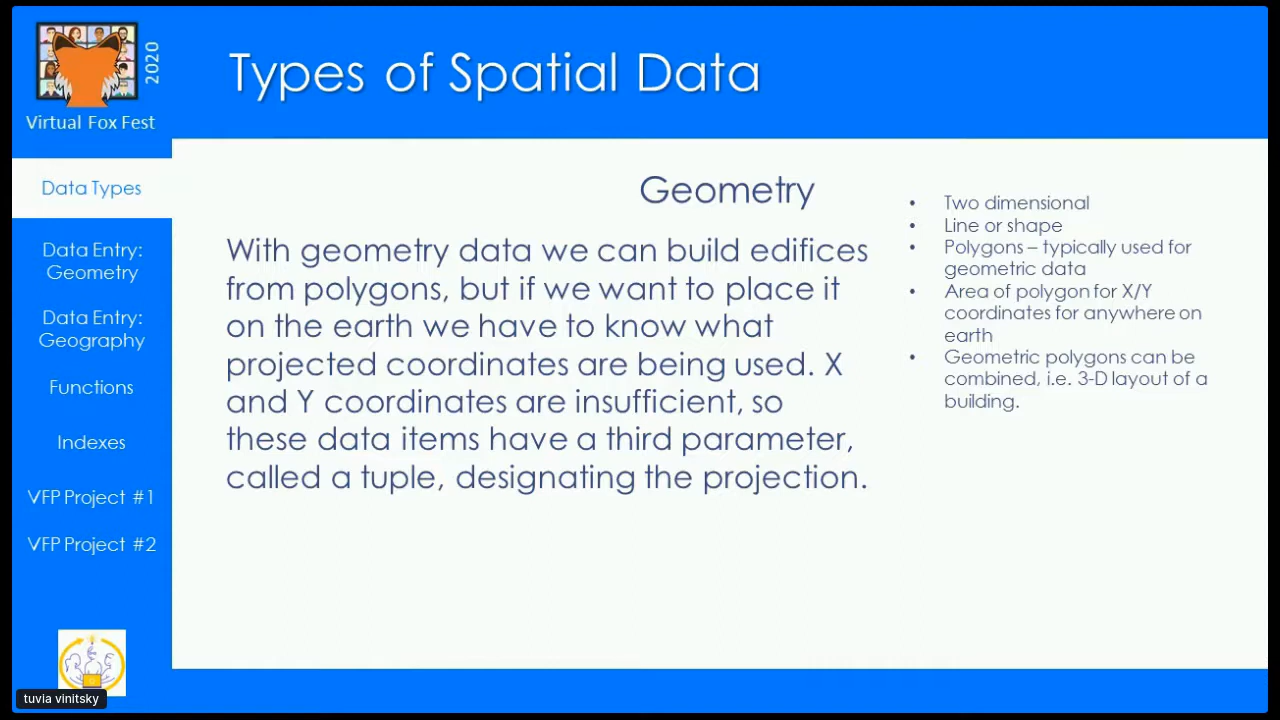 2020
Virtual Fox Fest
Types of Spatial Data
Data Types
Data Entry:
Geometry
Data Entry:
Geography
Functions
Indexes
VFP Project #1
VFP Project #2
Geometry
With geometry data we can build edifices
from polygons, but if we want to place it
on the earth we have to know what
projected coordinates are being used. X
and Y coordinates are insufficient, so
these data items have a third parameter,
called a tuple, designating the projection.
• Two dimensional
• Line or shape
• Polygons – typically used for
geometric data
• Area of polygon for X/Y
coordinates for anywhere on
earth
• Geometric polygons can be
combined, i.e. 3-D layout of a
building.
tuvia vinitsky